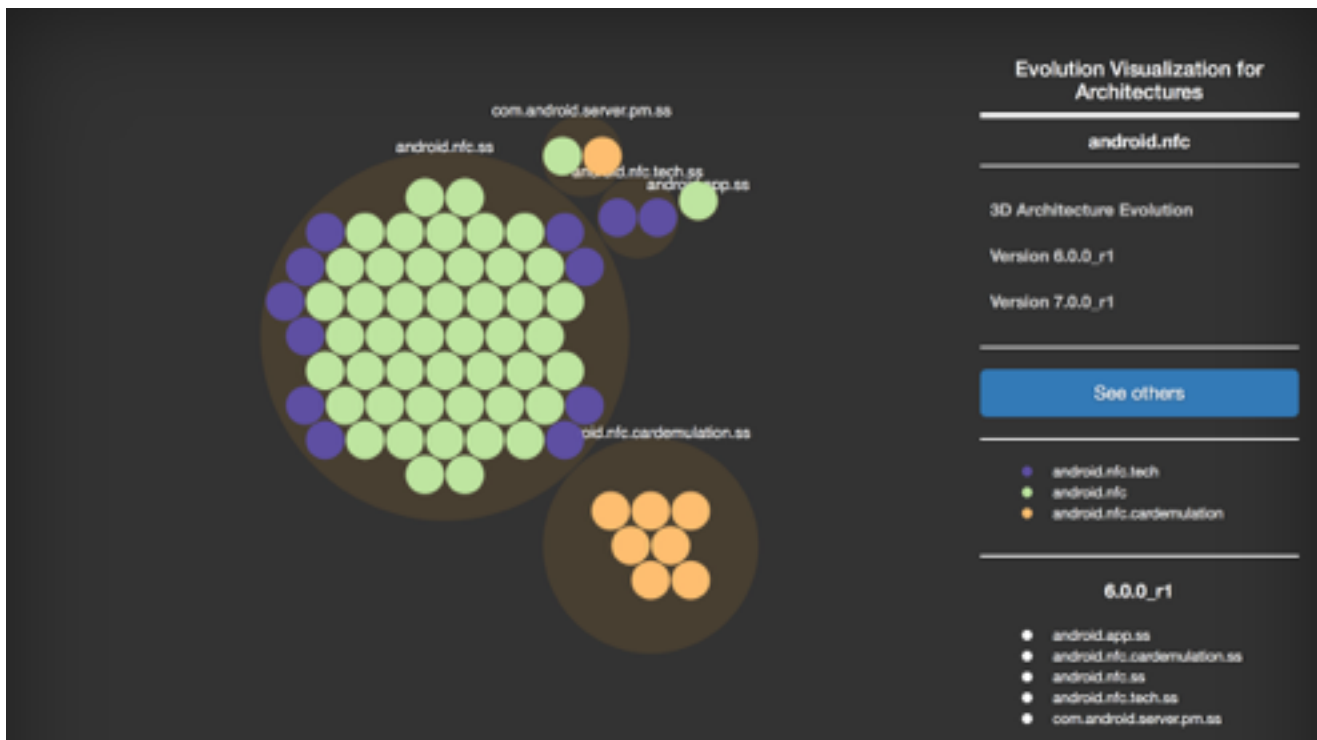 com.android.server.pm.ss
android.nfc.ss
android.nfc.tech.ss
android.app.ss
oid.nfc.cardemulation.ss
Evolution Visualization for
Architectures
android.nfc
3D Architecture Evolution
Version 6.0.0_r1
Version 7.0.0_r1
See others
android.nfc.tech
android.nfc
android.nfc.cardemulation
6.0.0_r1
android.app.ss
android.nfc.cardemulation.ss
android.nfc.ss
android.nfc.tech.ss
com.android.server.pm.ss